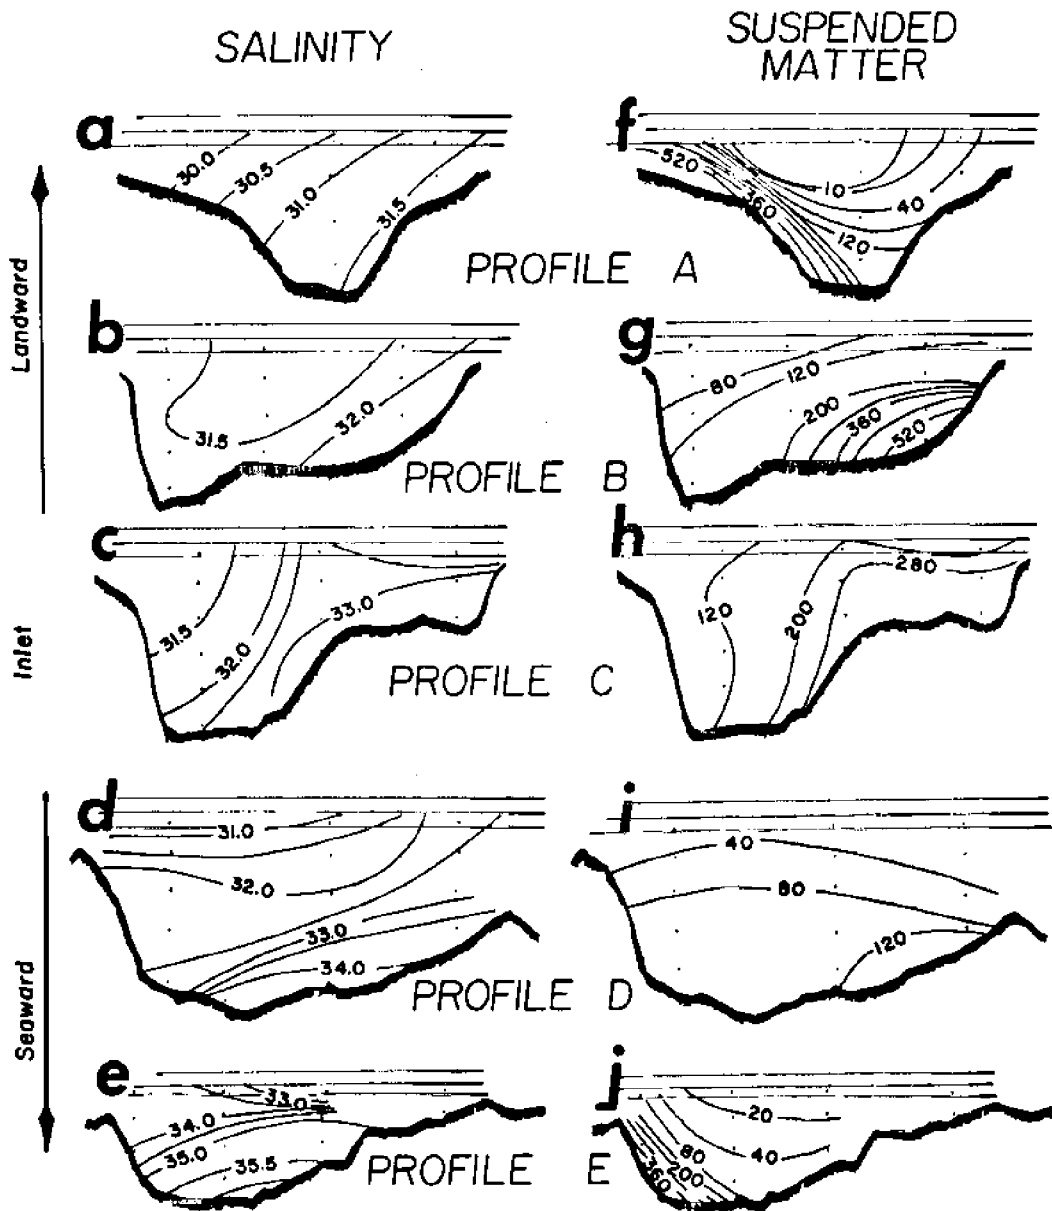 SALINITY
SUSPENDED
MATTER
a
30.0
30.5
31.0
31.5
f
520
360
10
40
120
PROFILE A
Landward
b
31.5
32.0
g
80
120
200
360
520
PROFILE B
c
31.5
32.0
33.0
h
120
200
280
PROFILE C
Inlet
d
31.0
32.0
33.0
34.0
i
40
80
120
PROFILE D
Seaward
e
33.0
34.0
35.0
35.5
j
20
40
80
200
360
PROFILE E